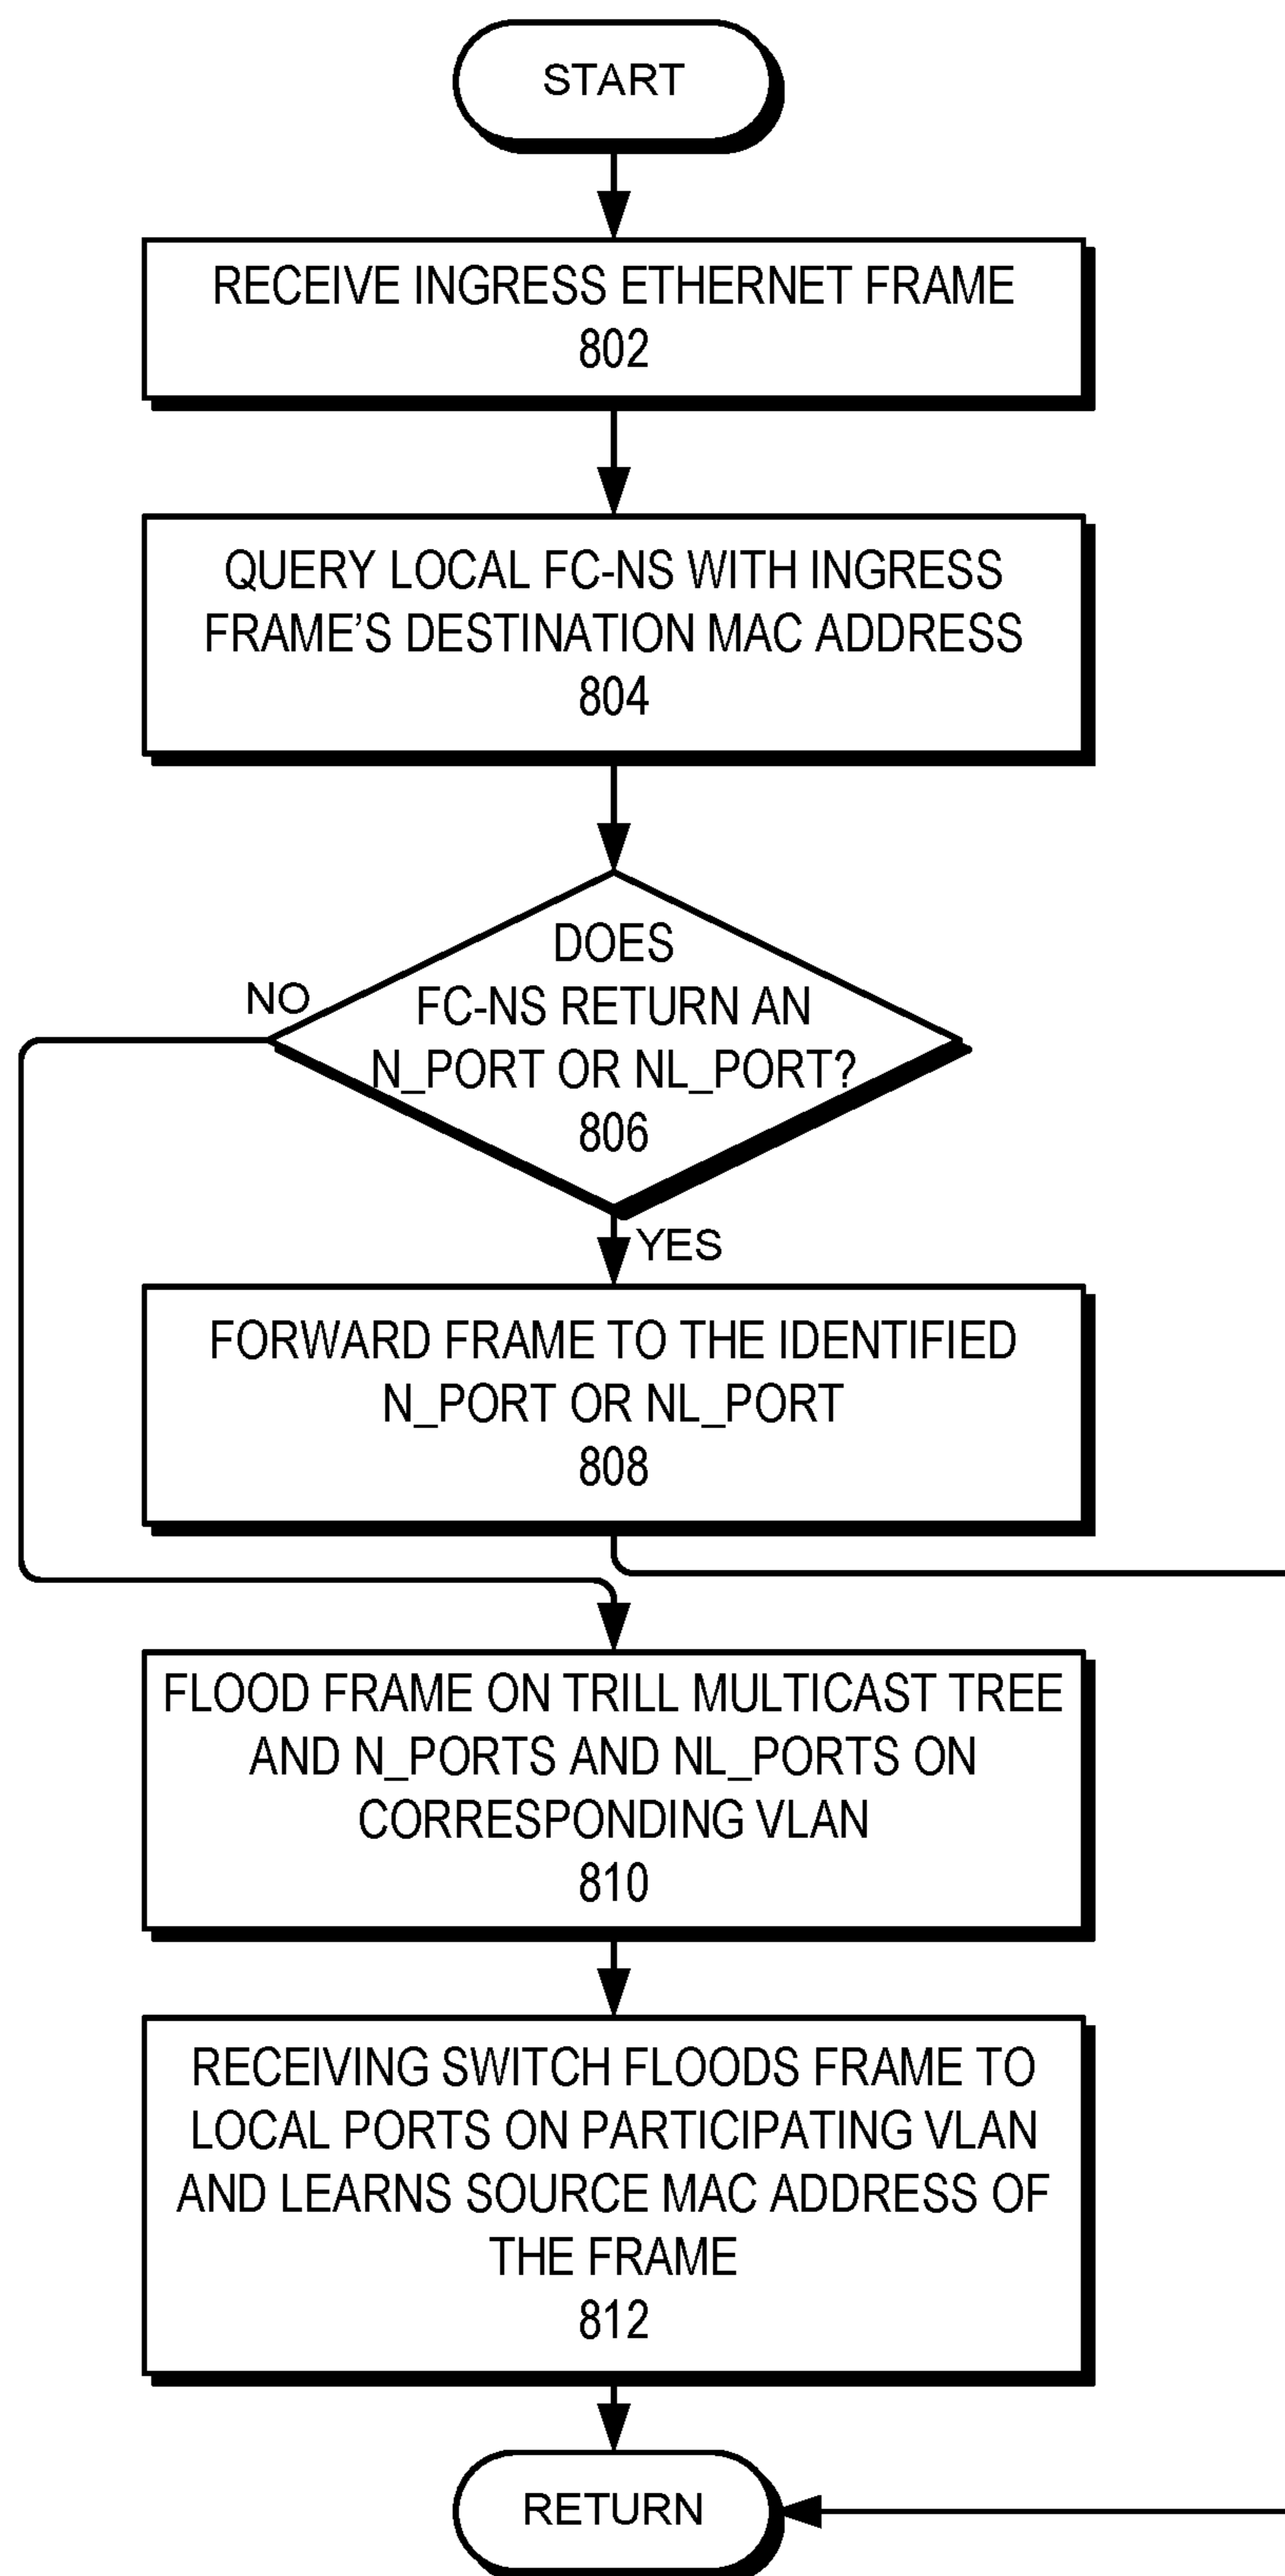 START
RECEIVE INGRESS ETHERNET FRAME
802
QUERY LOCAL FC-NS WITH INGRESS
FRAME’S DESTINATION MAC ADDRESS
804
DOES
FC-NS RETURN AN
N_PORT OR NL_PORT?
806
NO
YES
FORWARD FRAME TO THE IDENTIFIED
N_PORT OR NL_PORT
808
FLOOD FRAME ON TRILL MULTICAST TREE
AND N_PORTS AND NL_PORTS ON
CORRESPONDING VLAN
810
RECEIVING SWITCH FLOODS FRAME TO
LOCAL PORTS ON PARTICIPATING VLAN
AND LEARNS SOURCE MAC ADDRESS OF
THE FRAME
812
RETURN